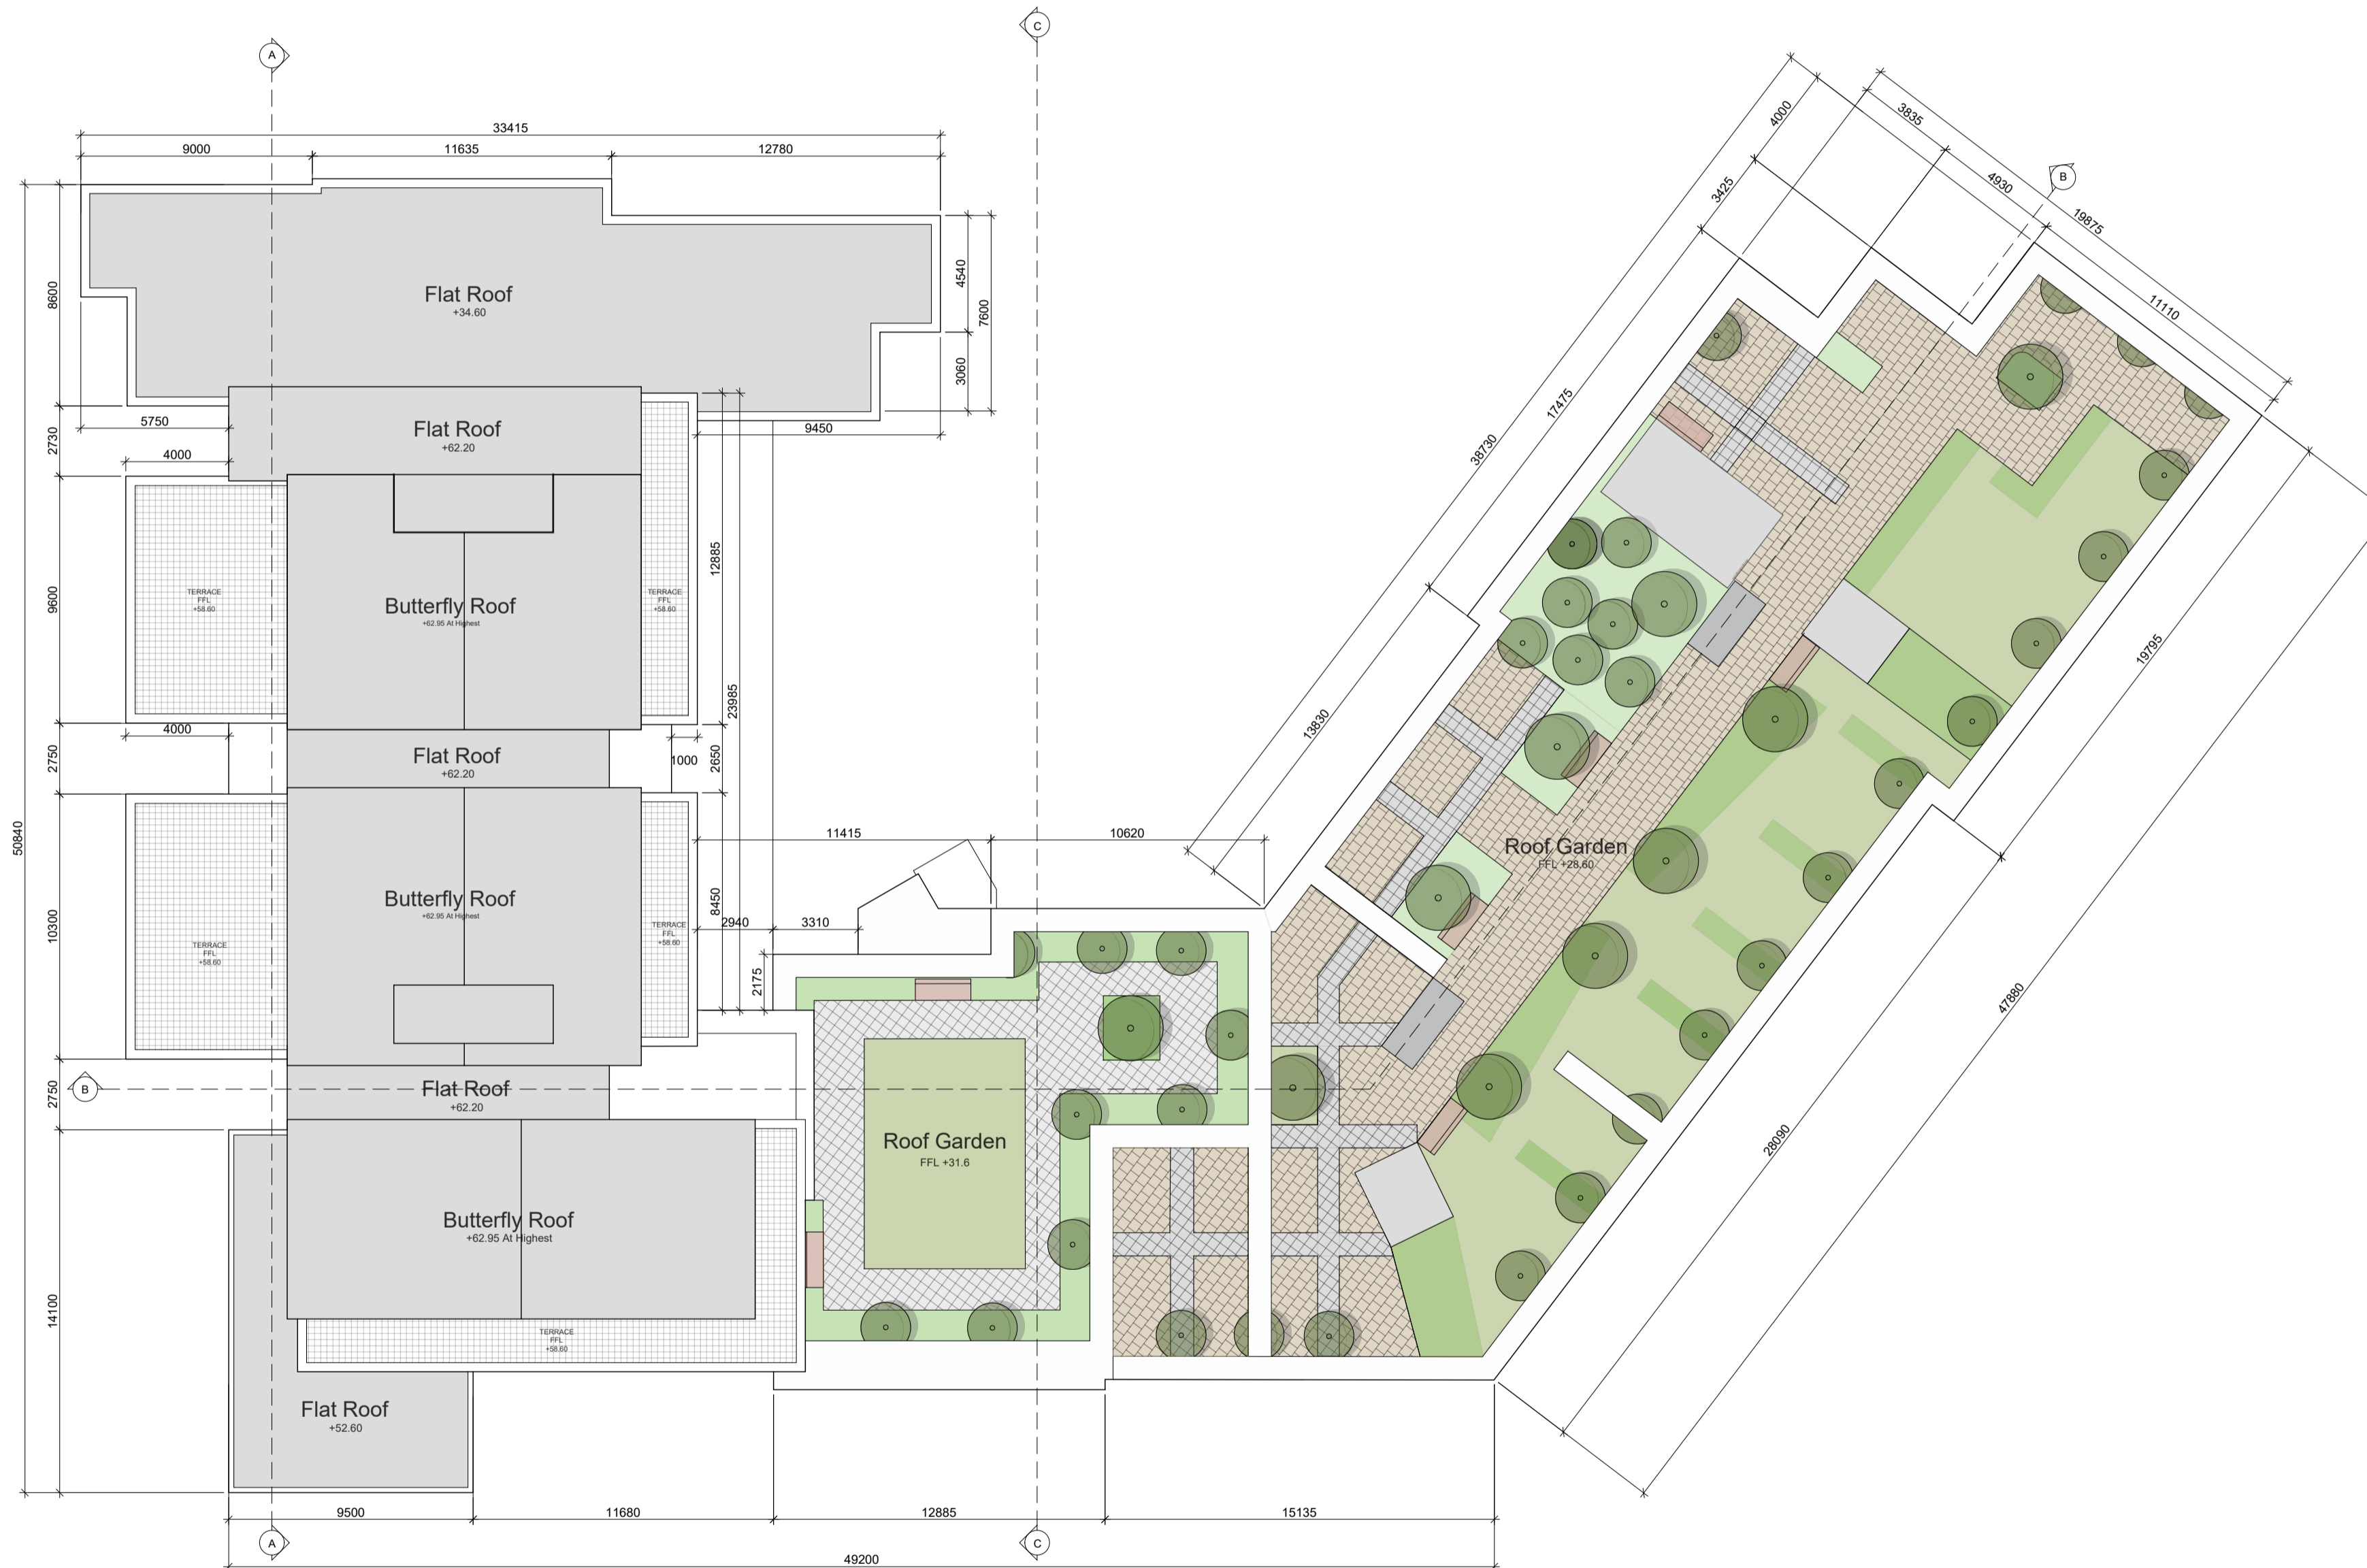 C
A
33415
9000
11635
12780
4000
3835
B
3425
4930
19875
11110
8600
4540
7600
Flat Roof
+34.60
3060
17475
5750
9450
2730
Flat Roof
+62.20
38730
4000
12885
9600
TERRACE
FFL
+58.60
Butterfly Roof
+62.95 At Highest
TERRACE
FFL
+58.60
19795
23985
13830
4000
2750
Flat Roof
+62.20
1000
2650
50840
11415
10620
Roof Garden
FFL +28.60
10300
Butterfly Roof
+62.95 At Highest
8450
2940
3310
TERRACE
FFL
+58.60
TERRACE
FFL
+58.60
2175
47880
B
2750
Flat Roof
+62.20
Roof Garden
FFL +31.6
28090
Butterfly Roof
+62.95 At Highest
14100
TERRACE
FFL
+58.60
Flat Roof
+52.60
9500
11680
12885
15135
A
C
49200